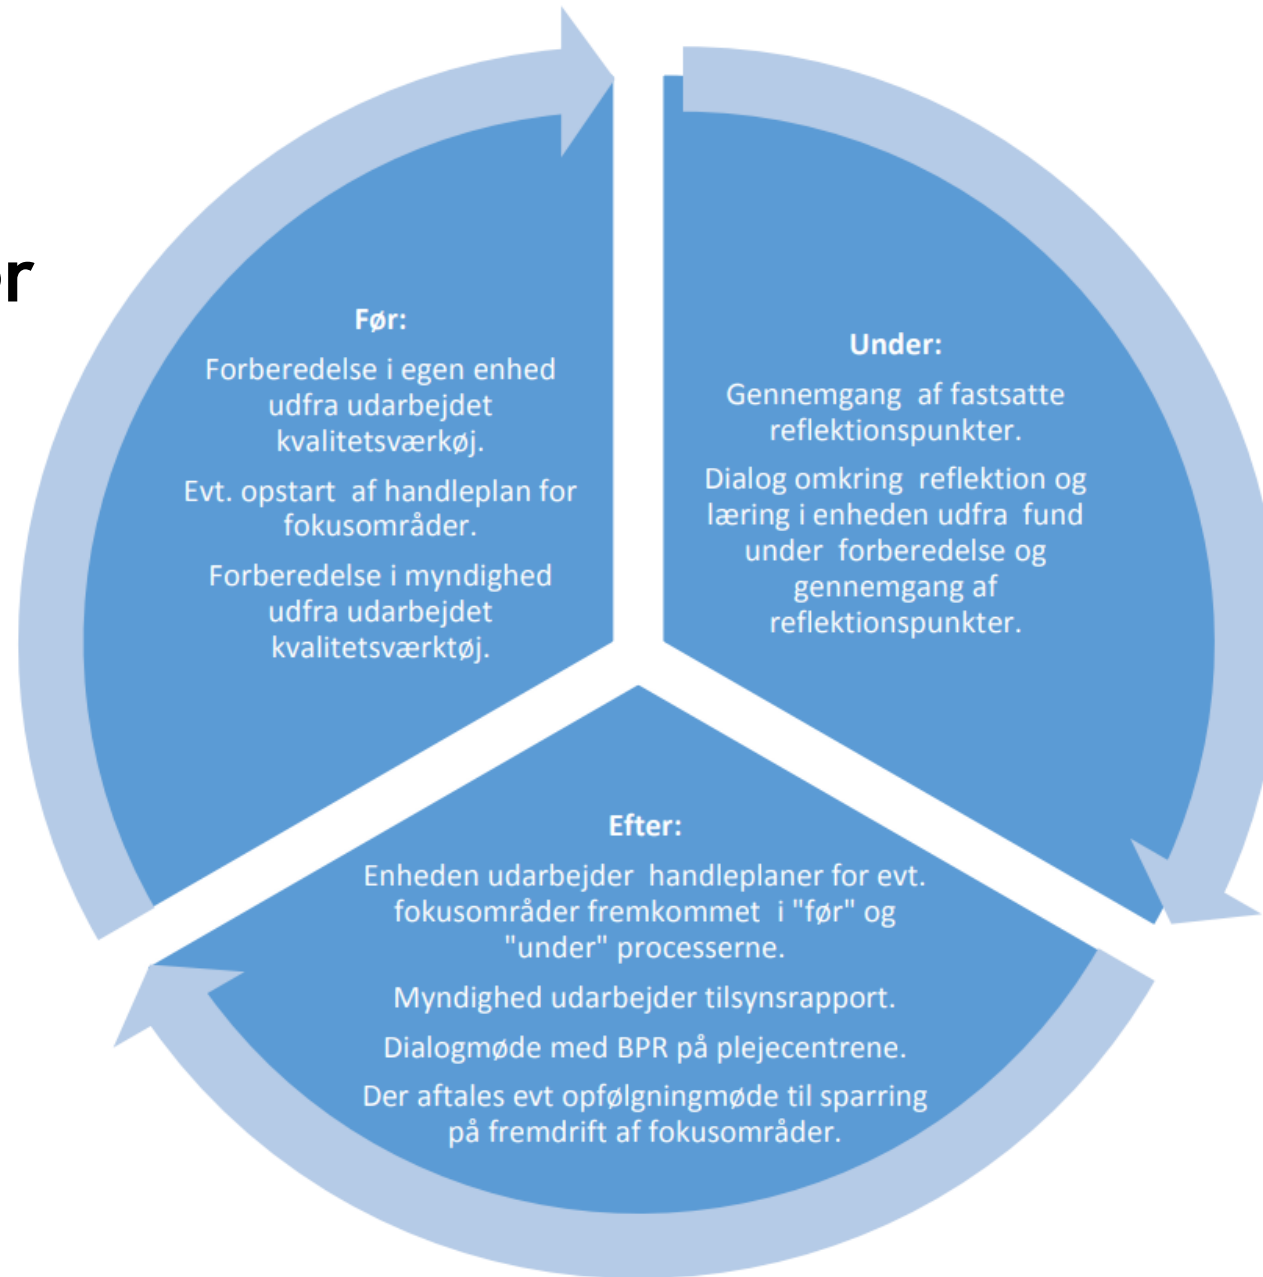 r
Før:
Forberedelse i egen enhed
udfra udarbejdet
kvalitetsværkøj.
Evt. opstart af handleplan for
fokusområder.
Forberedelse i myndighed
udfra udarbejdet
kvalitetsværktøj.
Under:
Gennemgang af fastsatte
reflektionspunkter.
Dialog omkring reflektion og
læring i enheden udfra fund
under forberedelse og
gennemgang af
reflektionspunkter.
Efter:
Enheden udarbejder handleplaner for evt.
fokusområder fremkommet i "før" og
"under" processerne.
Myndighed udarbejder tilsynsrapport.
Dialogmøde med BPR på plejecentrene.
Der aftales evt opfølgningmøde til sparring
på fremdrift af fokusområder.